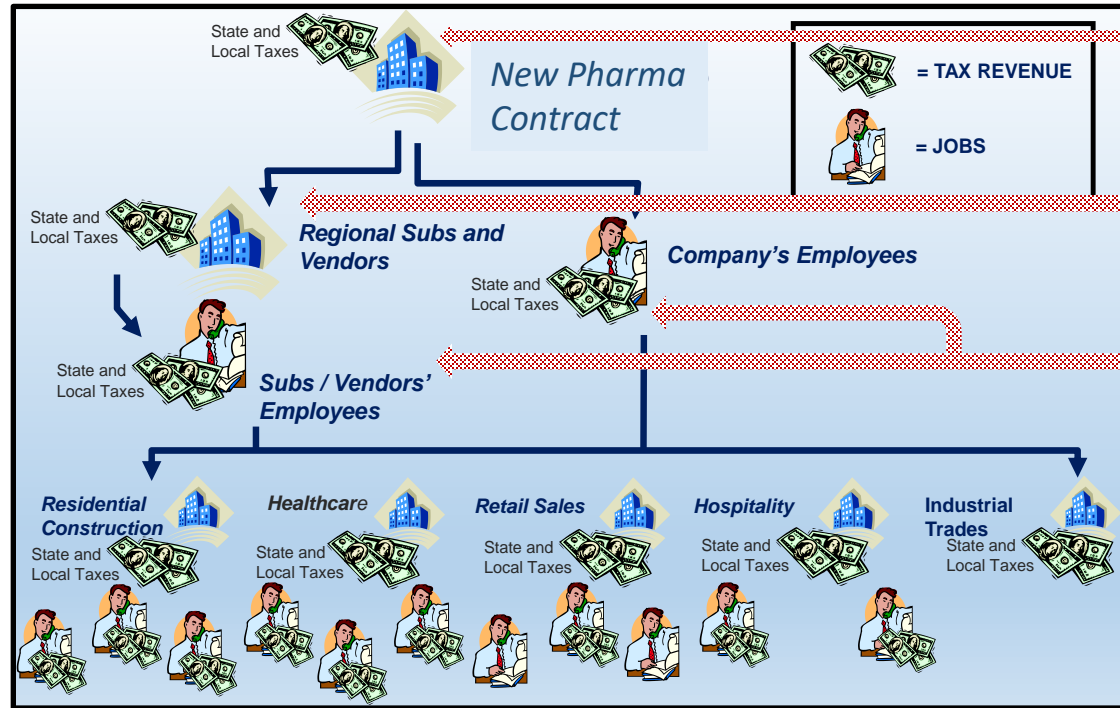 State and
Local Taxes
New Pharma
Contract
= TAX REVENUE
= JOBS
State and
Local Taxes
Regional Subs and
Vendors
Company's Employees
State and
Local Taxes
State and
Local Taxes
Subs / Vendors'
Employees
Residential
Construction
State and
Local Taxes
Healthcare
State and
Local Taxes
Retail Sales
State and
Local Taxes
Hospitality
State and
Local Taxes
Industrial
Trades
State and
Local Taxes